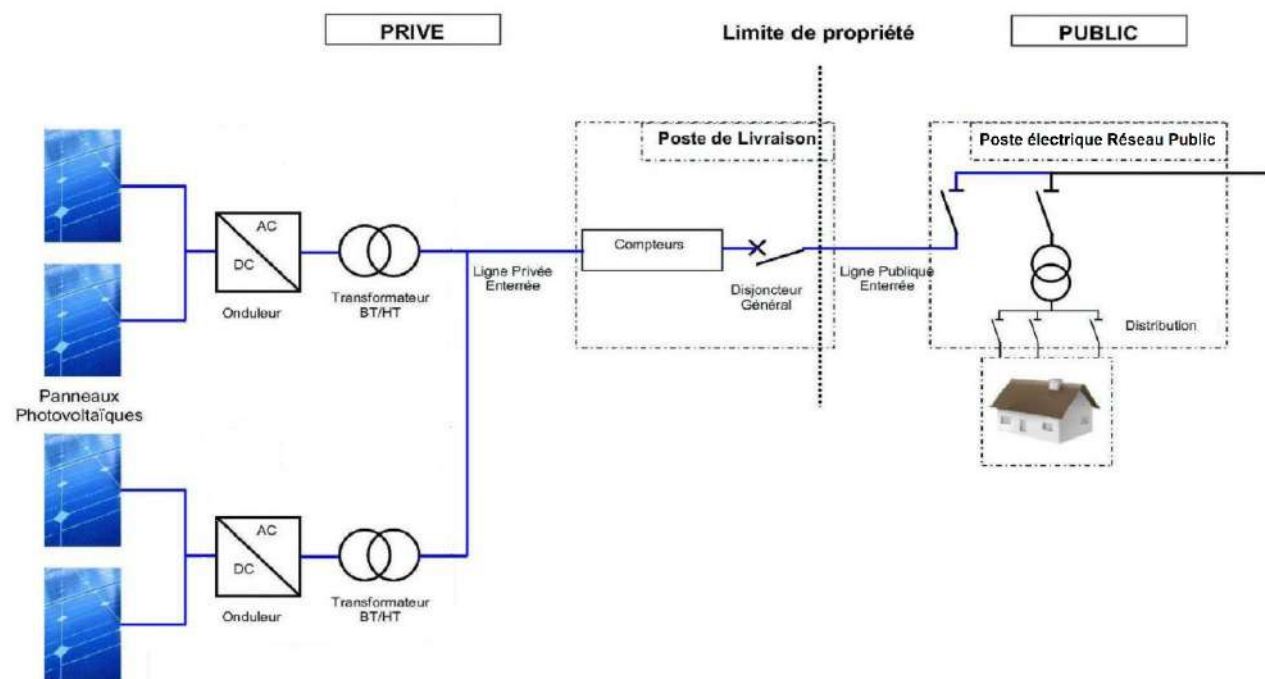 PRIVE
Limite de propriété
PUBLIC
Poste de Livraison
Poste électrique Réseau Public
AC
DC
Onduleur
Transformateur
BT/HT
Ligne Privée
Enterrée
Compteurs
Disjoncteur
Général
Ligne Publique
Enterrée
Distribution
Panneaux
Photovoltaïques
AC
DC
Onduleur
Transformateur
BT/HT